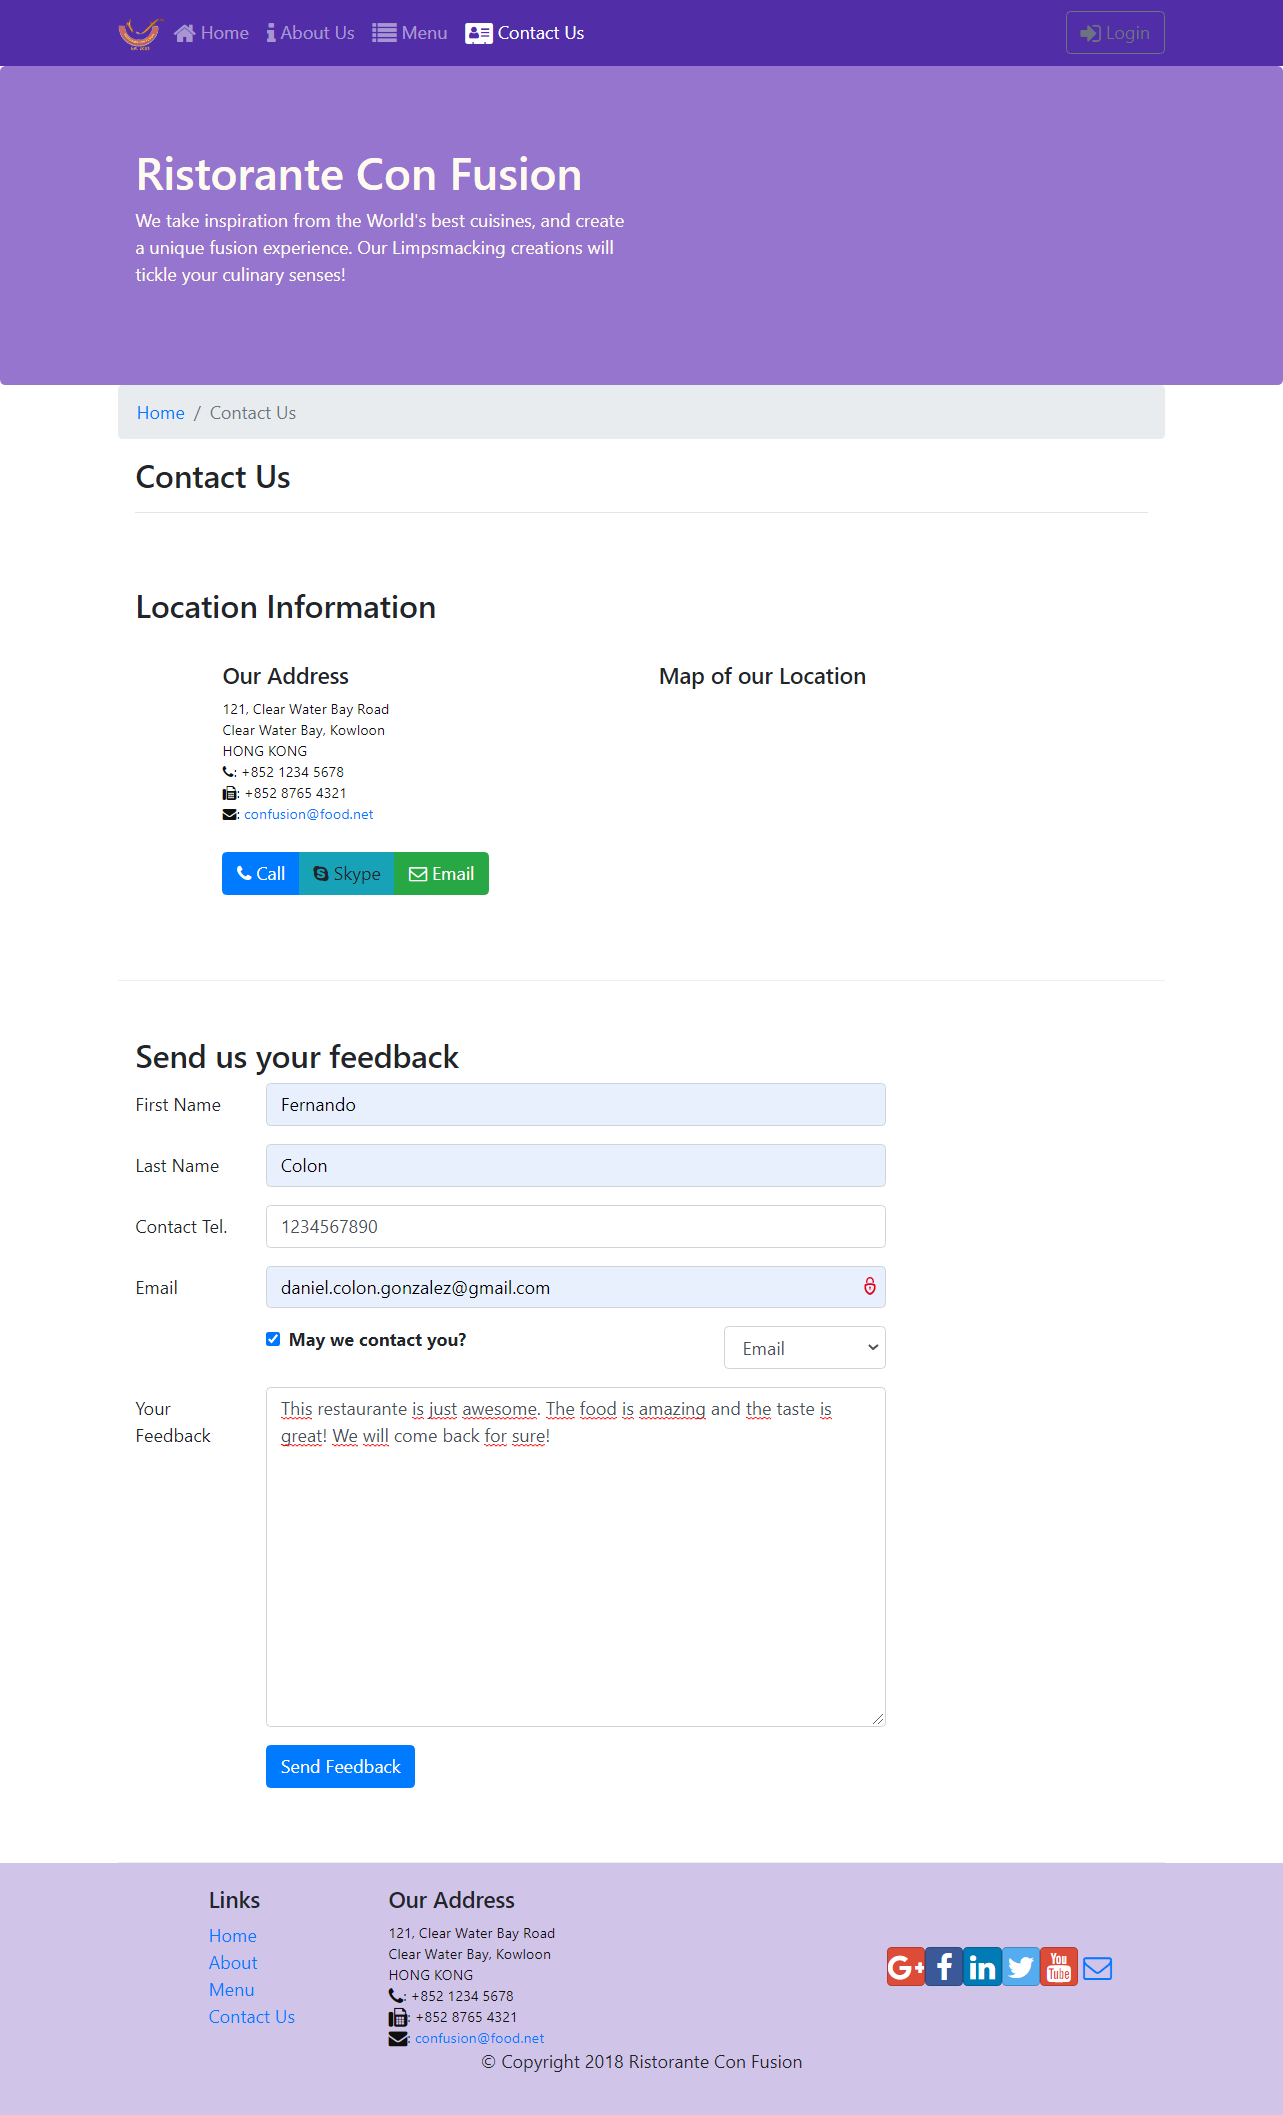 Home
About Us
Menu
Contact Us
Login
Ristorante Con Fusion
We take inspiration from the World's best cuisines, and create
a unique fusion experience. Our Limpsmacking creations will
tickle your culinary senses!
Home / Contact Us
Contact Us
Location Information
Our Address
121, Clear Water Bay Road
Clear Water Bay, Kowloon
HONG KONG
: +852 1234 5678
: +852 8765 4321
: confusion@food.net
Call
Skype
Email
Map of our Location
Send us your feedback
First Name
Fernando
Last Name
Colon
Contact Tel.
1234567890
Email
daniel.colon.gonzalez@gmail.com
May we contact you?
Email
Your
Feedback
This restaurante is just awesome. The food is amazing and the taste is
great! We will come back for sure!
Send Feedback
Links
Home
About
Menu
Contact Us
Our Address
121, Clear Water Bay Road
Clear Water Bay, Kowloon
HONG KONG
: +852 1234 5678
: +852 8765 4321
: confusion@food.net
G+
f
in
You
Tube
© Copyright 2018 Ristorante Con Fusion